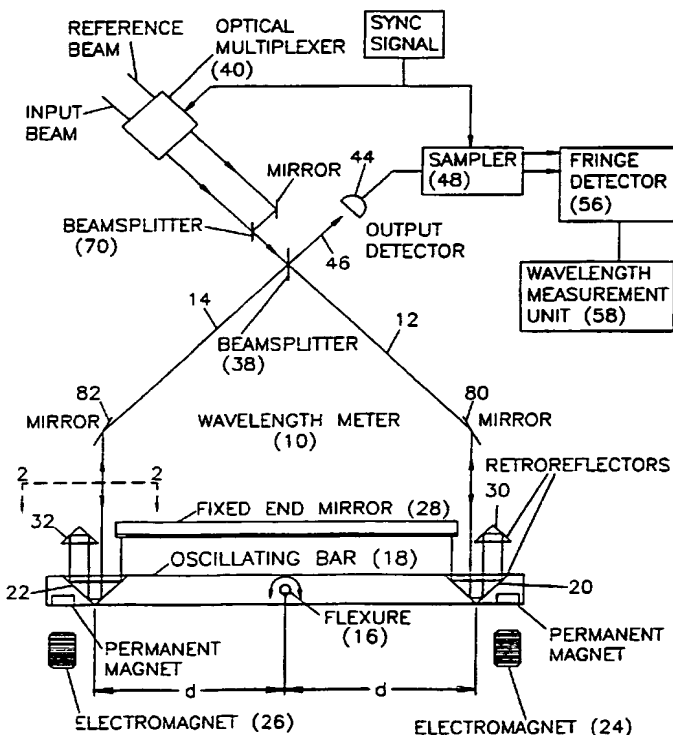 REFERENCE
BEAM
OPTICAL
MULTIPLEXER
(40)
SYNC
SIGNAL
INPUT
BEAM
MIRROR
44
SAMPLER
(48)
FRINGE
DETECTOR
(56)
BEAMSPLITTER
(70)
OUTPUT
DETECTOR
46
WAVELENGTH
MEASUREMENT
UNIT (58)
14
12
BEAMSPLITTER
(38)
82
80
MIRROR
MIRROR
WAVELENGTH METER
(10)
RETROREFLECTORS
2
2
30
32
FIXED END MIRROR (28)
OSCILLATING BAR (18)
22
20
FLEXURE
(16)
PERMANENT
MAGNET
PERMANENT
MAGNET
d
d
ELECTROMAGNET (26)
ELECTROMAGNET (24)